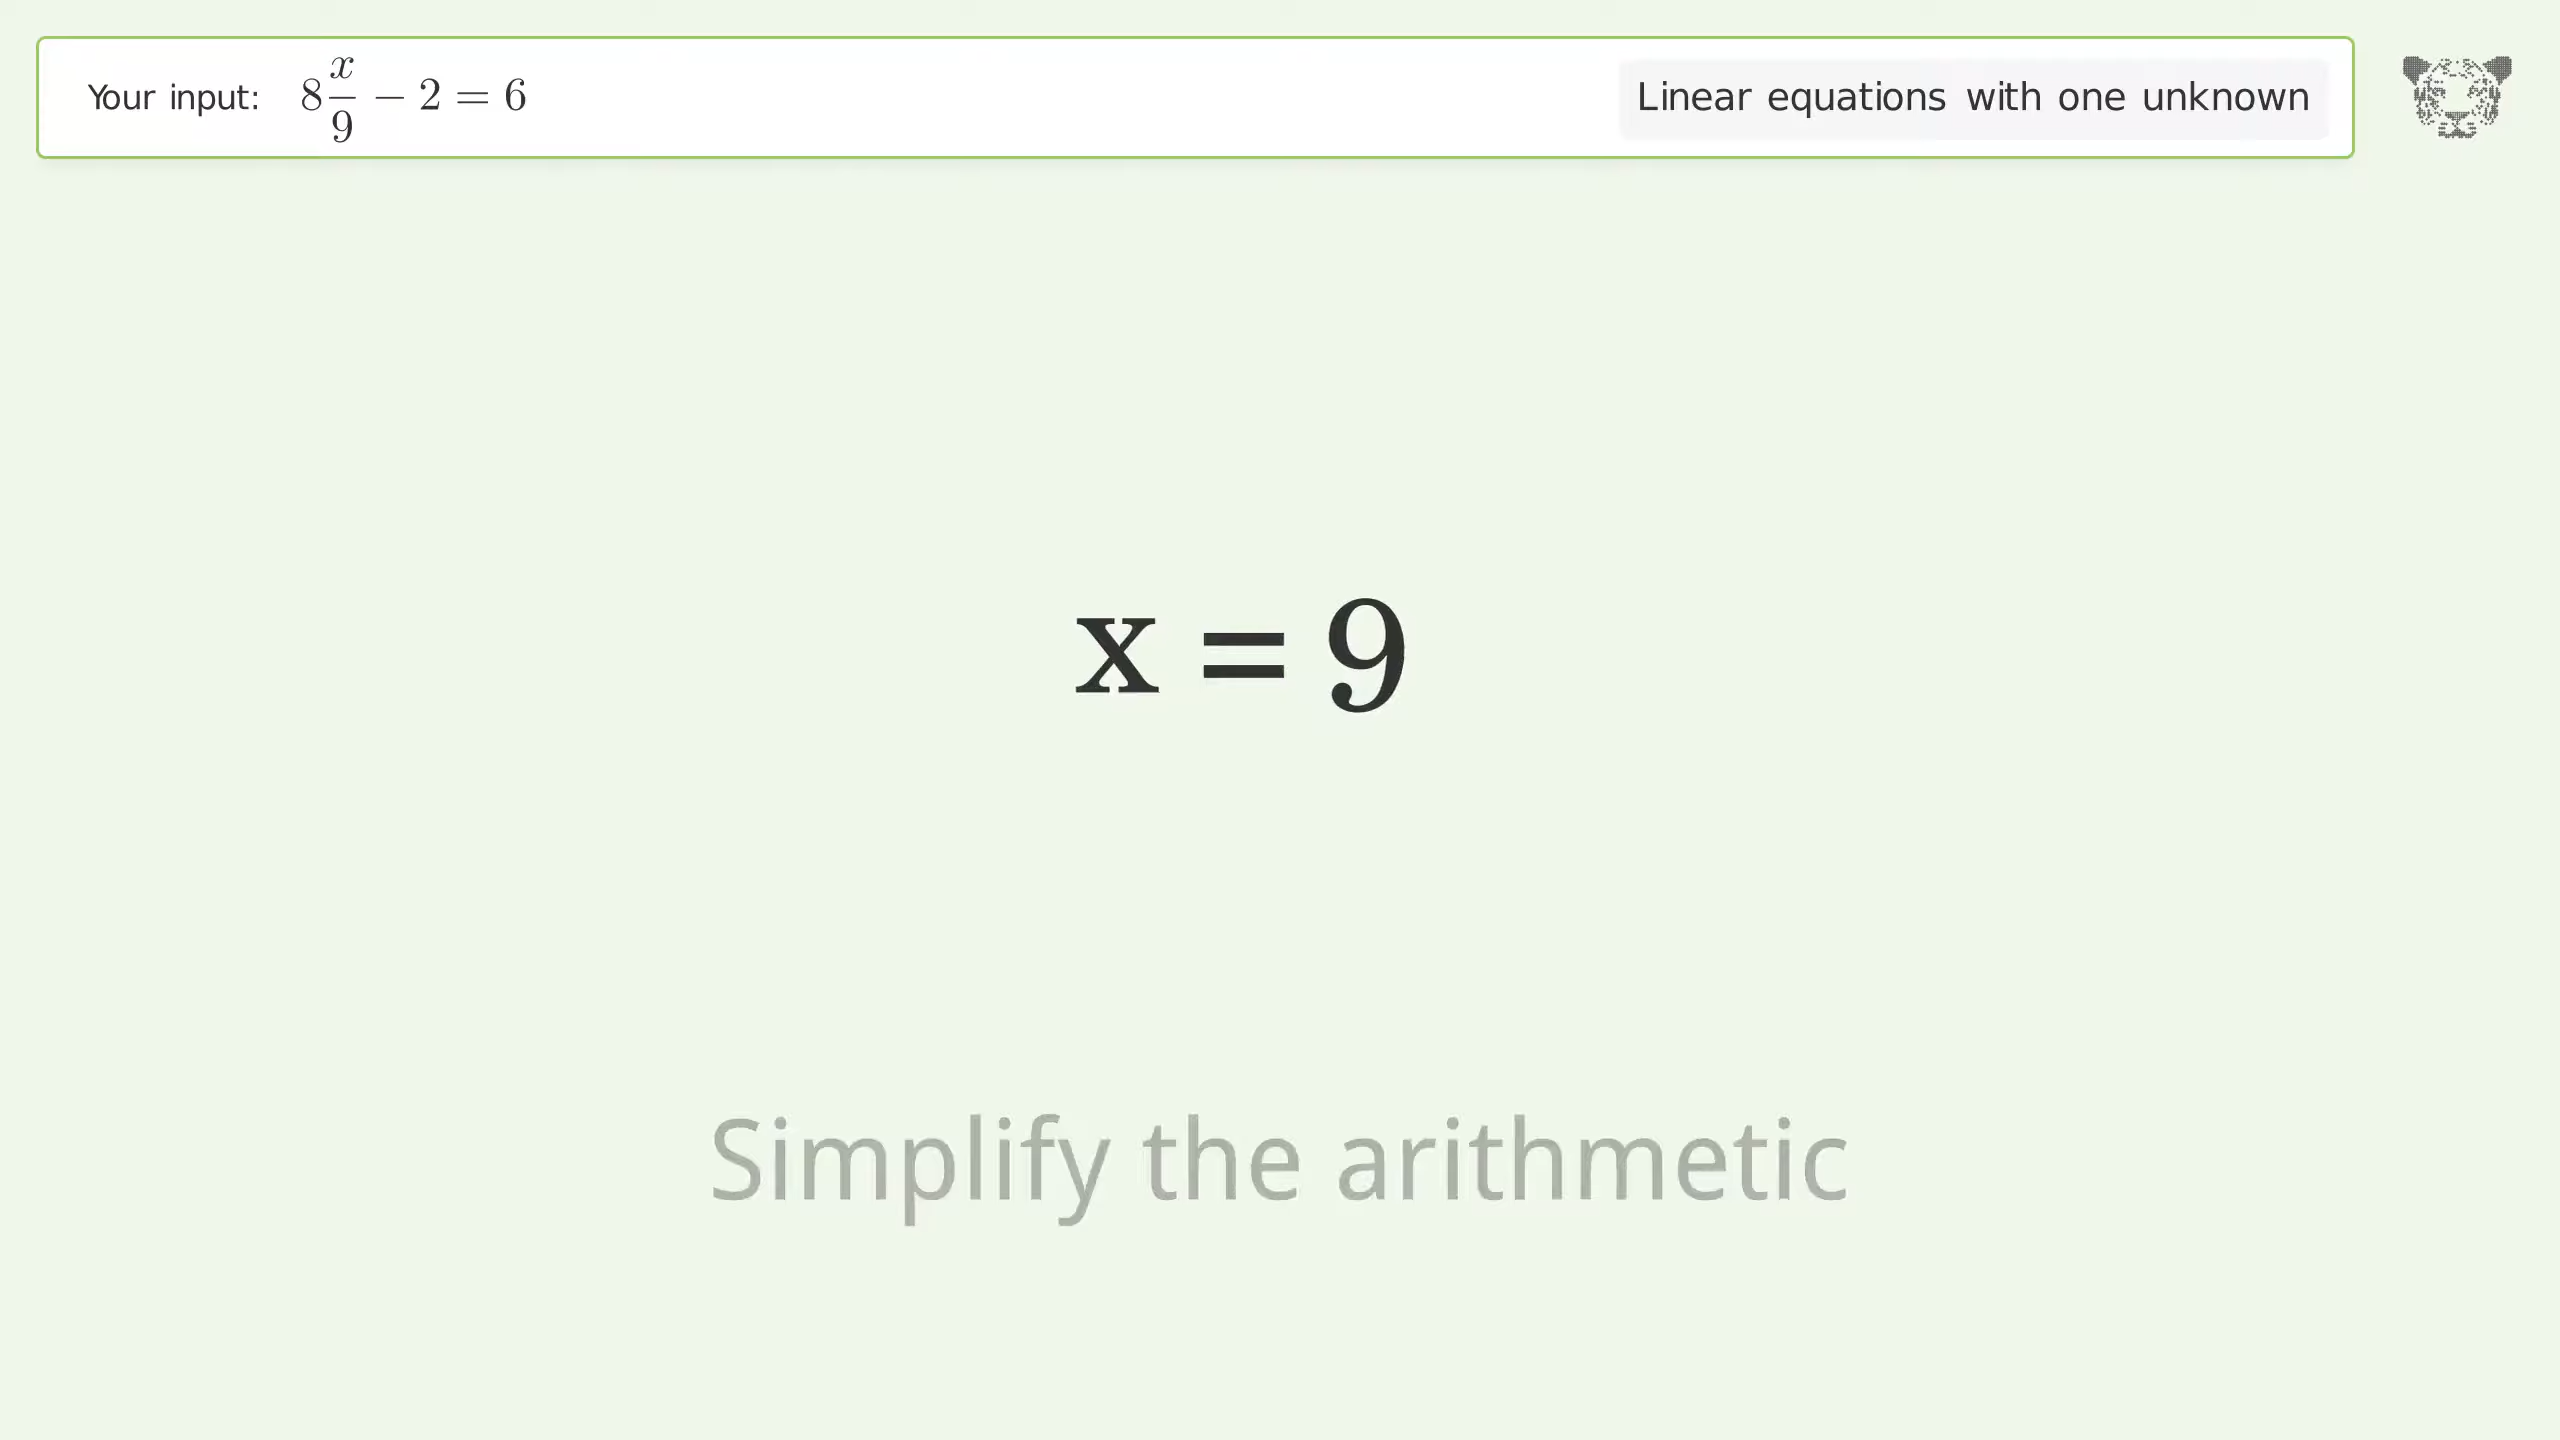 Your input: 8x/9 − 2 = 6
Linear equations with one unknown
x = 9
Simplify the arithmetic